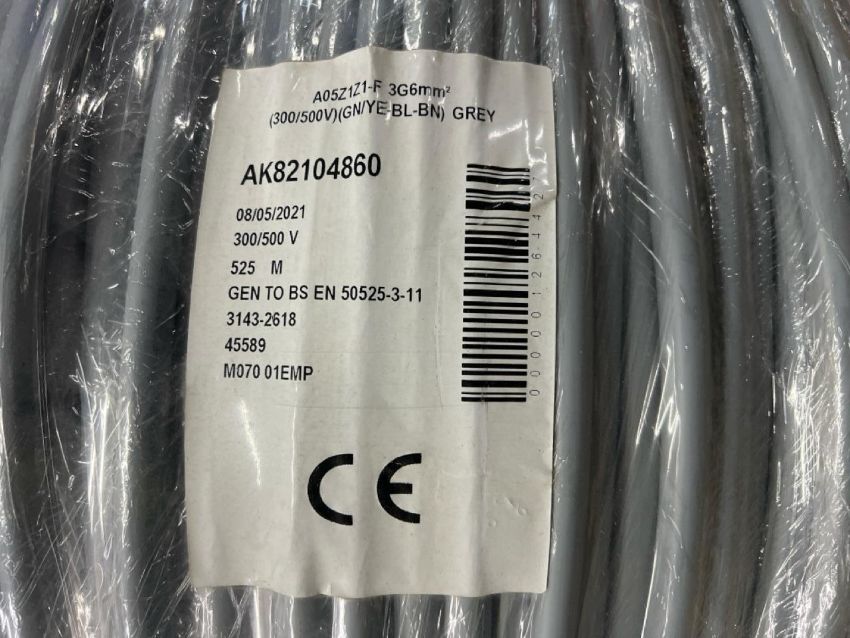 A05Z1Z1-F 3G6mm²
(300/500V)(GN/YE-BL-BN) GREY
AK82104860
08/05/2021
300/500 V
525 M
GEN TO BS EN 50525-3-11
3143-2618
45589
M070 01EMP
CE